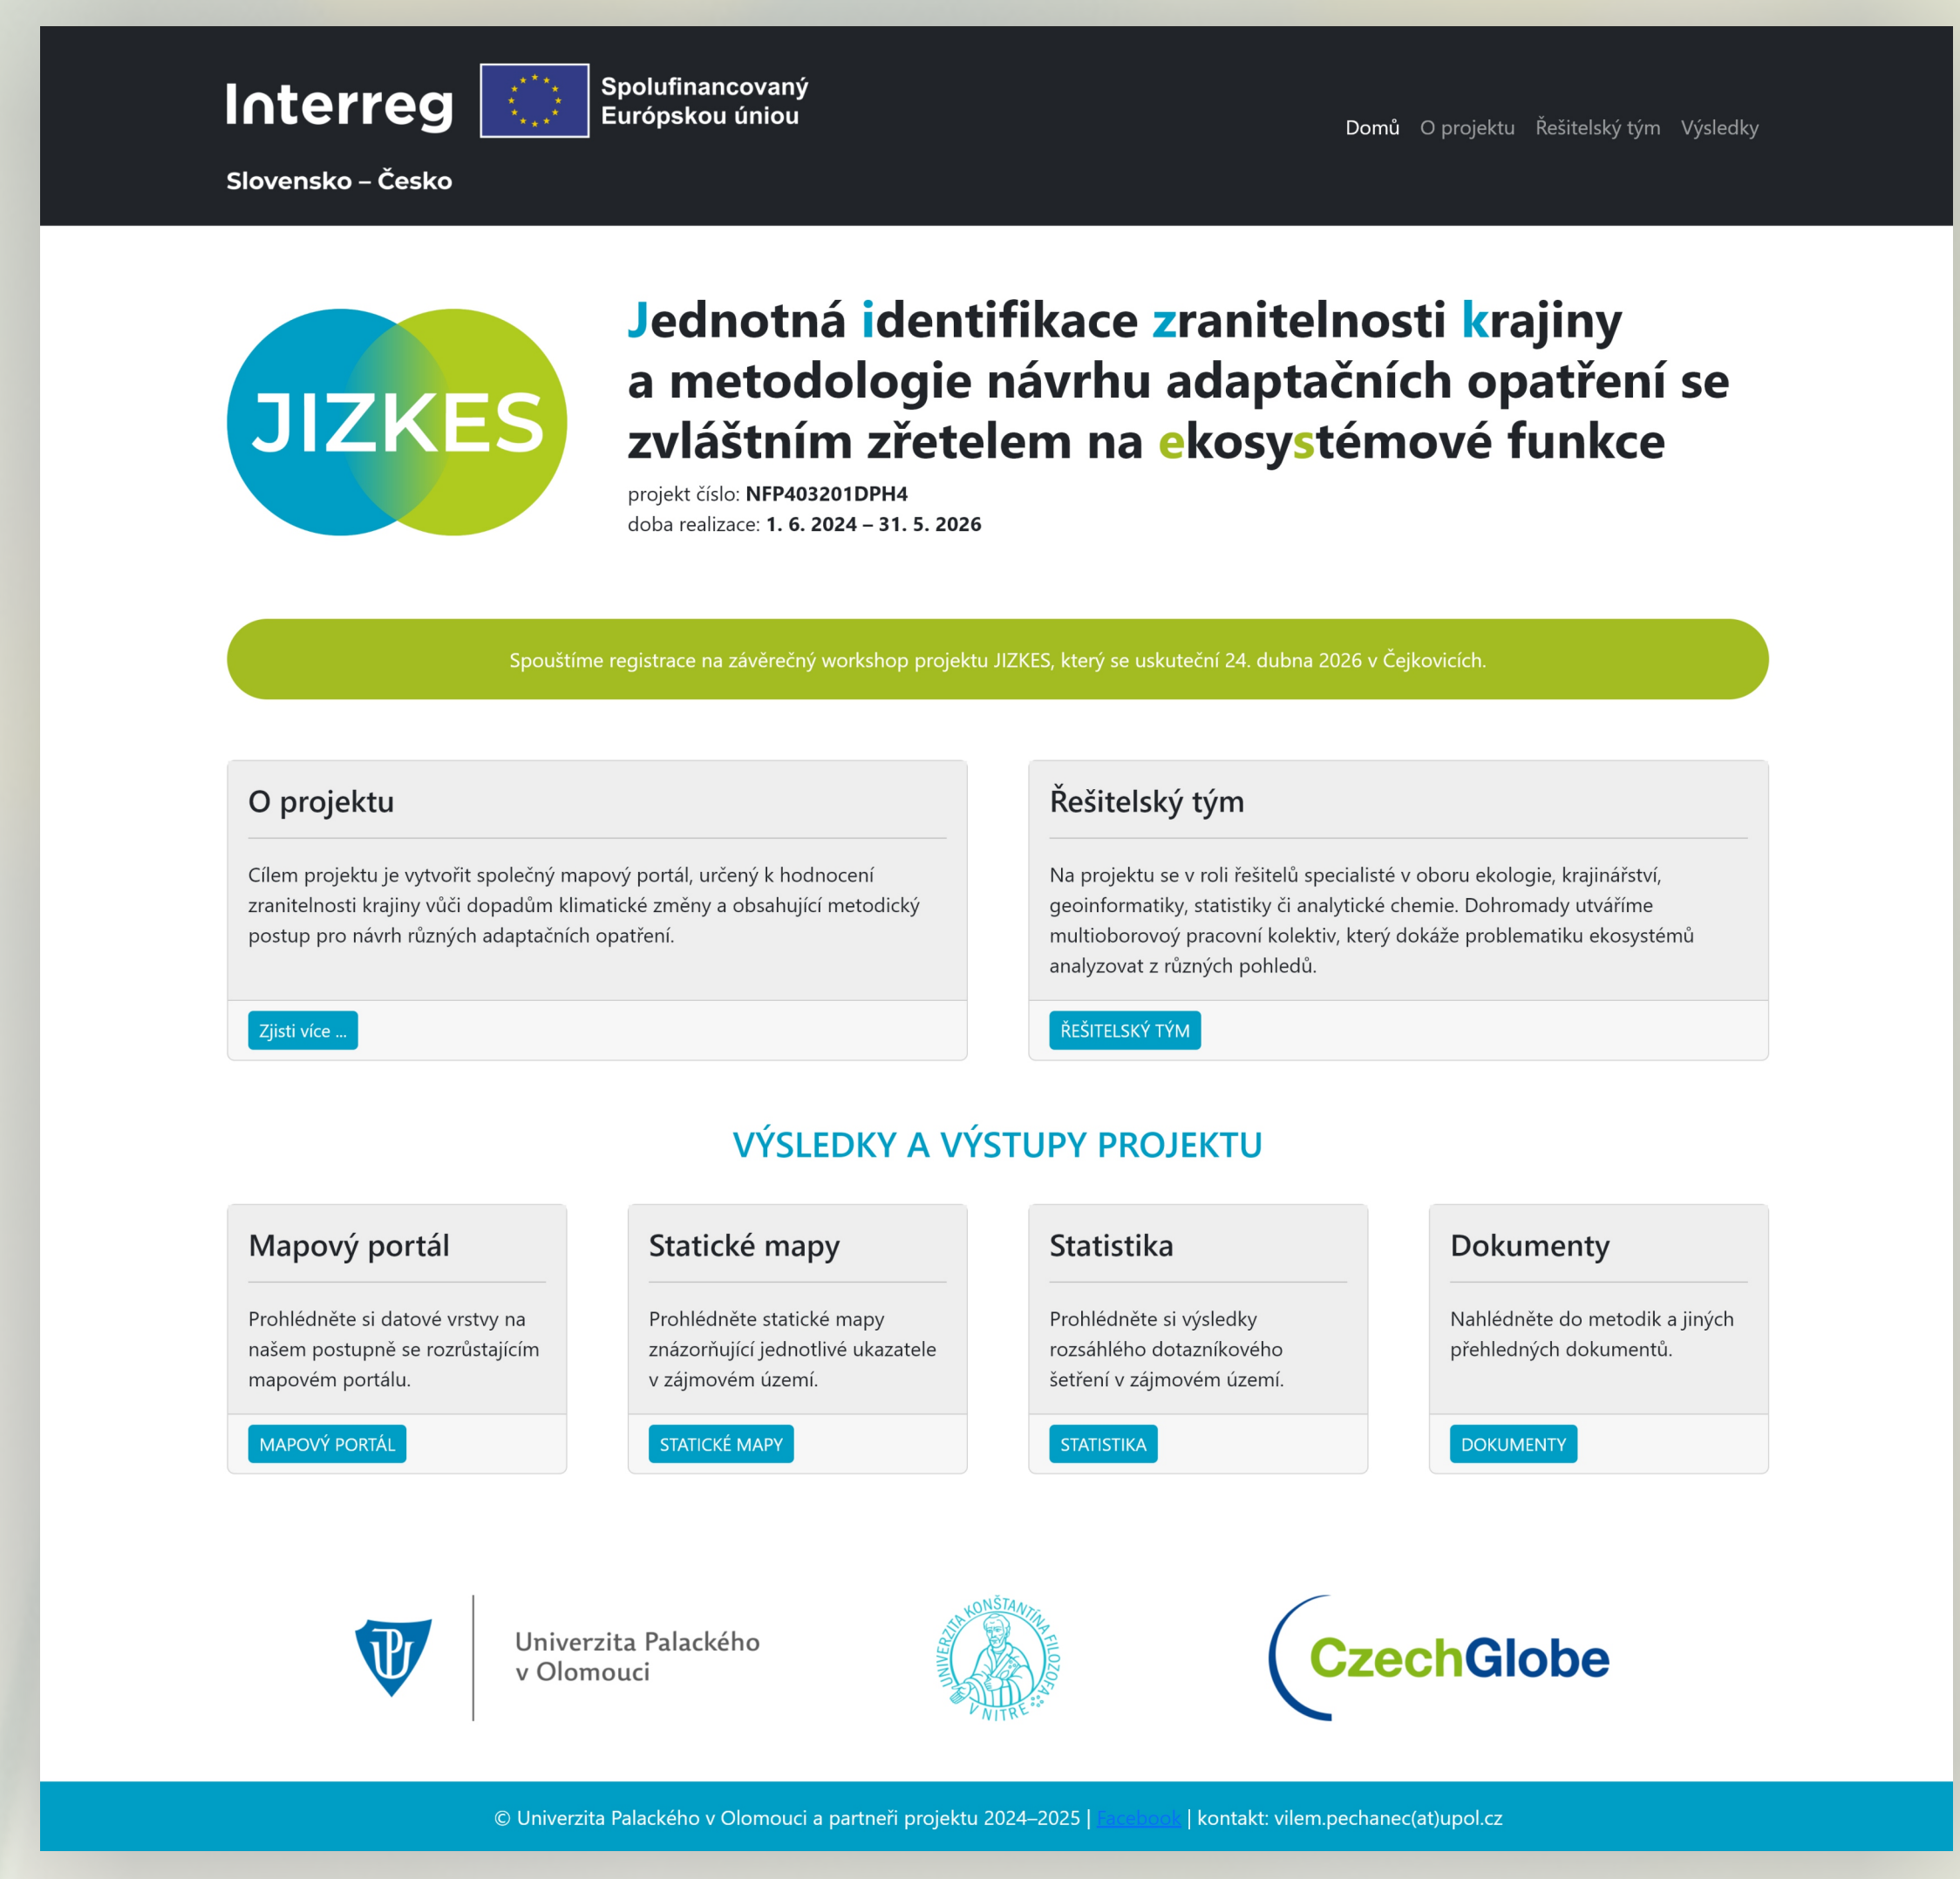 Interreg
Spolufinancovaný
Európskou úniou
Slovensko – Česko
Domů O projektu Řešitelský tým Výsledky
JIZKES
Jednotná identifikace zranitelnosti krajiny
a metodologie návrhu adaptačních opatření se
zvláštním zřetelem na ekosystémové funkce
projekt číslo: NFP403201DPH4
doba realizace: 1. 6. 2024 – 31. 5. 2026
Spouštíme registrace na závěrečný workshop projektu JIZKES, který se uskuteční 24. dubna 2026 v Čejkovicích.
O projektu
Cílem projektu je vytvořit společný mapový portál, určený k hodnocení
zranitelnosti krajiny vůči dopadům klimatické změny a obsahující metodický
postup pro návrh různých adaptačních opatření.
Zjisti více ...
Řešitelský tým
Na projektu se v roli řešitelů specialisté v oboru ekologie, krajinářství,
geoinformatiky, statistiky či analytické chemie. Dohromady utváříme
multioborovoý pracovní kolektiv, který dokáže problematiku ekosystémů
analyzovat z různých pohledů.
ŘEŠITELSKÝ TÝM
VÝSLEDKY A VÝSTUPY PROJEKTU
Mapový portál
Prohlédněte si datové vrstvy na
našem postupně se rozrůstajícím
mapovém portálu.
MAPOVÝ PORTÁL
Statické mapy
Prohlédněte statické mapy
znázorňující jednotlivé ukazatele
v zájmovém území.
STATICKÉ MAPY
Statistika
Prohlédněte si výsledky
rozsáhlého dotazníkového
šetření v zájmovém území.
STATISTIKA
Dokumenty
Nahlédněte do metodik a jiných
přehledných dokumentů.
DOKUMENTY
UP
Univerzita Palackého
v Olomouci
UNIVERZITA KONŠTANTÍNA FILOZOFA
V NITRE
CzechGlobe
© Univerzita Palackého v Olomouci a partneři projektu 2024–2025 | Facebook | kontakt: vilem.pechanec(at)upol.cz